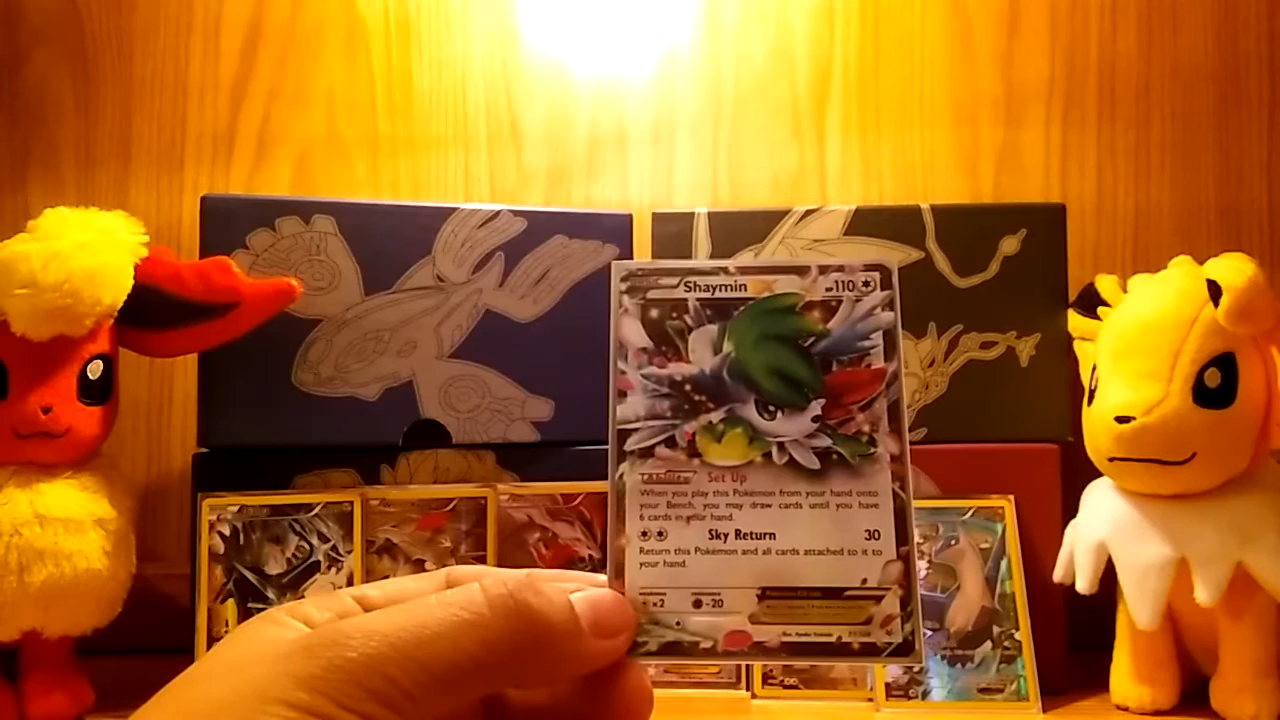 Shaymin HP110
Ability Set Up
When you play this Pokémon from your hand onto
your Bench, you may draw cards until you have
6 cards in your hand.
Sky Return 30
Return this Pokémon and all cards attached to it to
your hand.
weakness resistance
×2 -20